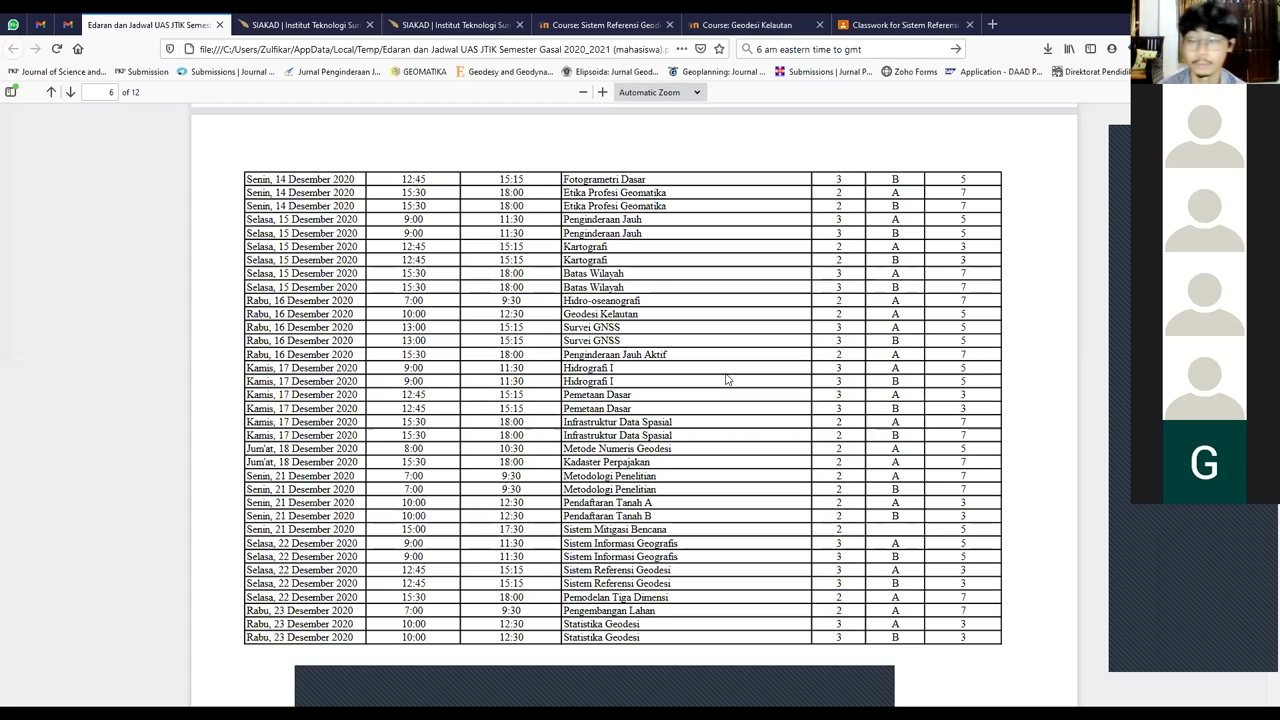 Edaran dan Jadwal UAS JTIK Semest
SIAKAD | Institut Teknologi Sum
SIAKAD | Institut Teknologi Sum
Course: Sistem Referensi Geod
Course: Geodesi Kelautan
Classwork for Sistem Referensi
file:///C:/Users/Zulfikar/AppData/Local/Temp/Edaran dan Jadwal UAS JTIK Semester Gasal 2020_2021 (mahasiswa).p
6 am eastern time to gmt
PKP Journal of Science and...
PKP Submission
Submissions | Journal ...
Jurnal Penginderaan J...
GEOMATIKA
Geodesy and Geodyna...
Elipsoida: Jurnal Geod...
Geoplanning: Journal ...
Submissions | Jurnal P...
Zoho Forms
Application - DAAD P...
Direktorat Pendidi
6 of 12
Automatic Zoom
Senin, 14 Desember 2020 12:45 15:15 Fotogrametri Dasar 3 B 5
Senin, 14 Desember 2020 15:30 18:00 Etika Profesi Geomatika 2 A 7
Senin, 14 Desember 2020 15:30 18:00 Etika Profesi Geomatika 2 B 7
Selasa, 15 Desember 2020 9:00 11:30 Penginderaan Jauh 3 A 5
Selasa, 15 Desember 2020 9:00 11:30 Penginderaan Jauh 3 B 5
Selasa, 15 Desember 2020 12:45 15:15 Kartografi 2 A 3
Selasa, 15 Desember 2020 12:45 15:15 Kartografi 2 B 3
Selasa, 15 Desember 2020 15:30 18:00 Batas Wilayah 3 A 7
Selasa, 15 Desember 2020 15:30 18:00 Batas Wilayah 3 B 7
Rabu, 16 Desember 2020 7:00 9:30 Hidro-oseanografi 2 A 7
Rabu, 16 Desember 2020 10:00 12:30 Geodesi Kelautan 2 A 5
Rabu, 16 Desember 2020 13:00 15:15 Survei GNSS 3 A 5
Rabu, 16 Desember 2020 13:00 15:15 Survei GNSS 3 B 5
Rabu, 16 Desember 2020 15:30 18:00 Penginderaan Jauh Aktif 2 A 7
Kamis, 17 Desember 2020 9:00 11:30 Hidrografi I 3 A 5
Kamis, 17 Desember 2020 9:00 11:30 Hidrografi I 3 B 5
Kamis, 17 Desember 2020 12:45 15:15 Pemetaan Dasar 3 A 3
Kamis, 17 Desember 2020 12:45 15:15 Pemetaan Dasar 3 B 3
Kamis, 17 Desember 2020 15:30 18:00 Infrastruktur Data Spasial 2 A 7
Kamis, 17 Desember 2020 15:30 18:00 Infrastruktur Data Spasial 2 B 7
Jum'at, 18 Desember 2020 8:00 10:30 Metode Numeris Geodesi 2 A 5
Jum'at, 18 Desember 2020 15:30 18:00 Kadaster Perpajakan 2 A 7
Senin, 21 Desember 2020 7:00 9:30 Metodologi Penelitian 2 A 7
Senin, 21 Desember 2020 7:00 9:30 Metodologi Penelitian 2 B 7
Senin, 21 Desember 2020 10:00 12:30 Pendaftaran Tanah A 2 A 3
Senin, 21 Desember 2020 10:00 12:30 Pendaftaran Tanah B 2 B 3
Senin, 21 Desember 2020 15:00 17:30 Sistem Mitigasi Bencana 2 5
Selasa, 22 Desember 2020 9:00 11:30 Sistem Informasi Geografis 3 A 5
Selasa, 22 Desember 2020 9:00 11:30 Sistem Informasi Geografis 3 B 5
Selasa, 22 Desember 2020 12:45 15:15 Sistem Referensi Geodesi 3 A 3
Selasa, 22 Desember 2020 12:45 15:15 Sistem Referensi Geodesi 3 B 3
Selasa, 22 Desember 2020 15:30 18:00 Pemodelan Tiga Dimensi 2 A 7
Rabu, 23 Desember 2020 7:00 9:30 Pengembangan Lahan 2 A 7
Rabu, 23 Desember 2020 10:00 12:30 Statistika Geodesi 3 A 3
Rabu, 23 Desember 2020 10:00 12:30 Statistika Geodesi 3 B 3
G